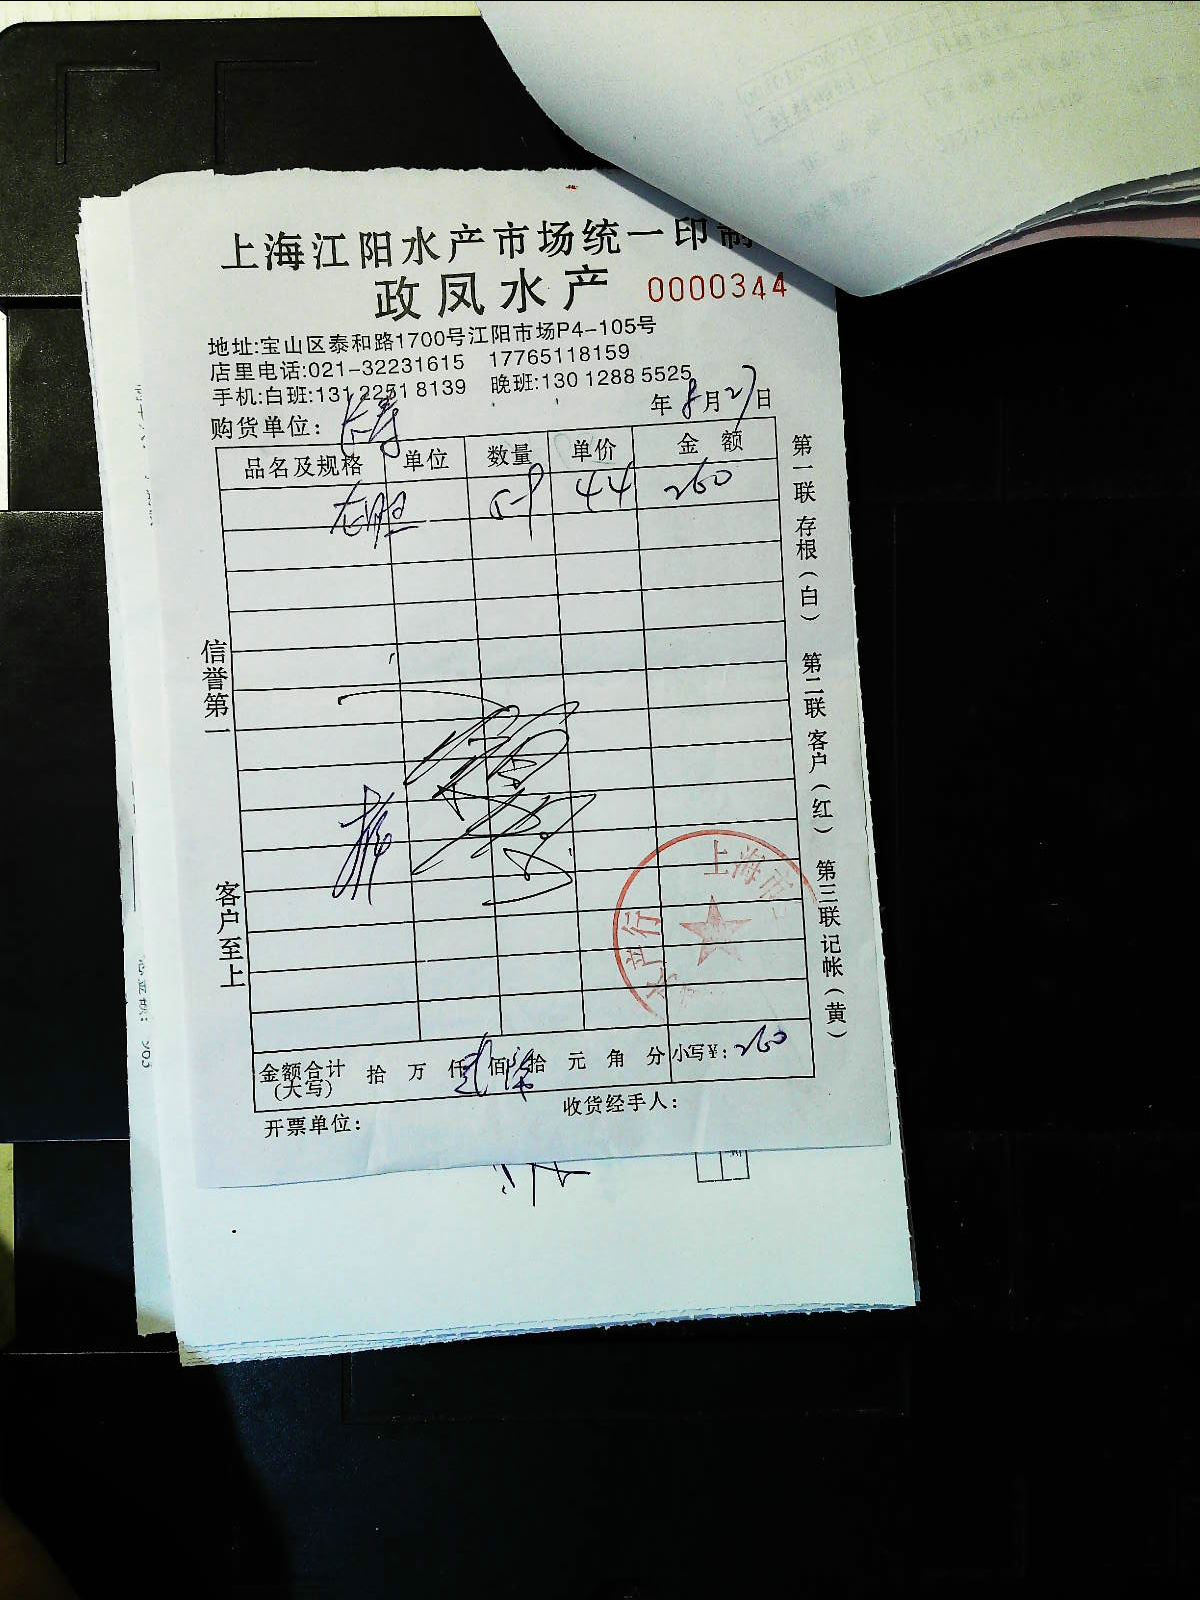 上海江阳水产市场统一印制
政凤水产 0000344
地址:宝山区泰和路1700号江阳市场P4-105号
店里电话:021-32231615 17765118159
手机:白班:131 2251 8139 晚班:130 1288 5525
购货单位: 年8月27日
品名及规格 单位 数量 单价 金额
44 260
信誉第一
客户至上
第一联存根(白) 第二联客户(红) 第三联记帐(黄)
上海市
水产行
金额合计(大写) 拾 万 仟 佰 拾 元 角 分 小写¥: 260
开票单位: 收货经手人: